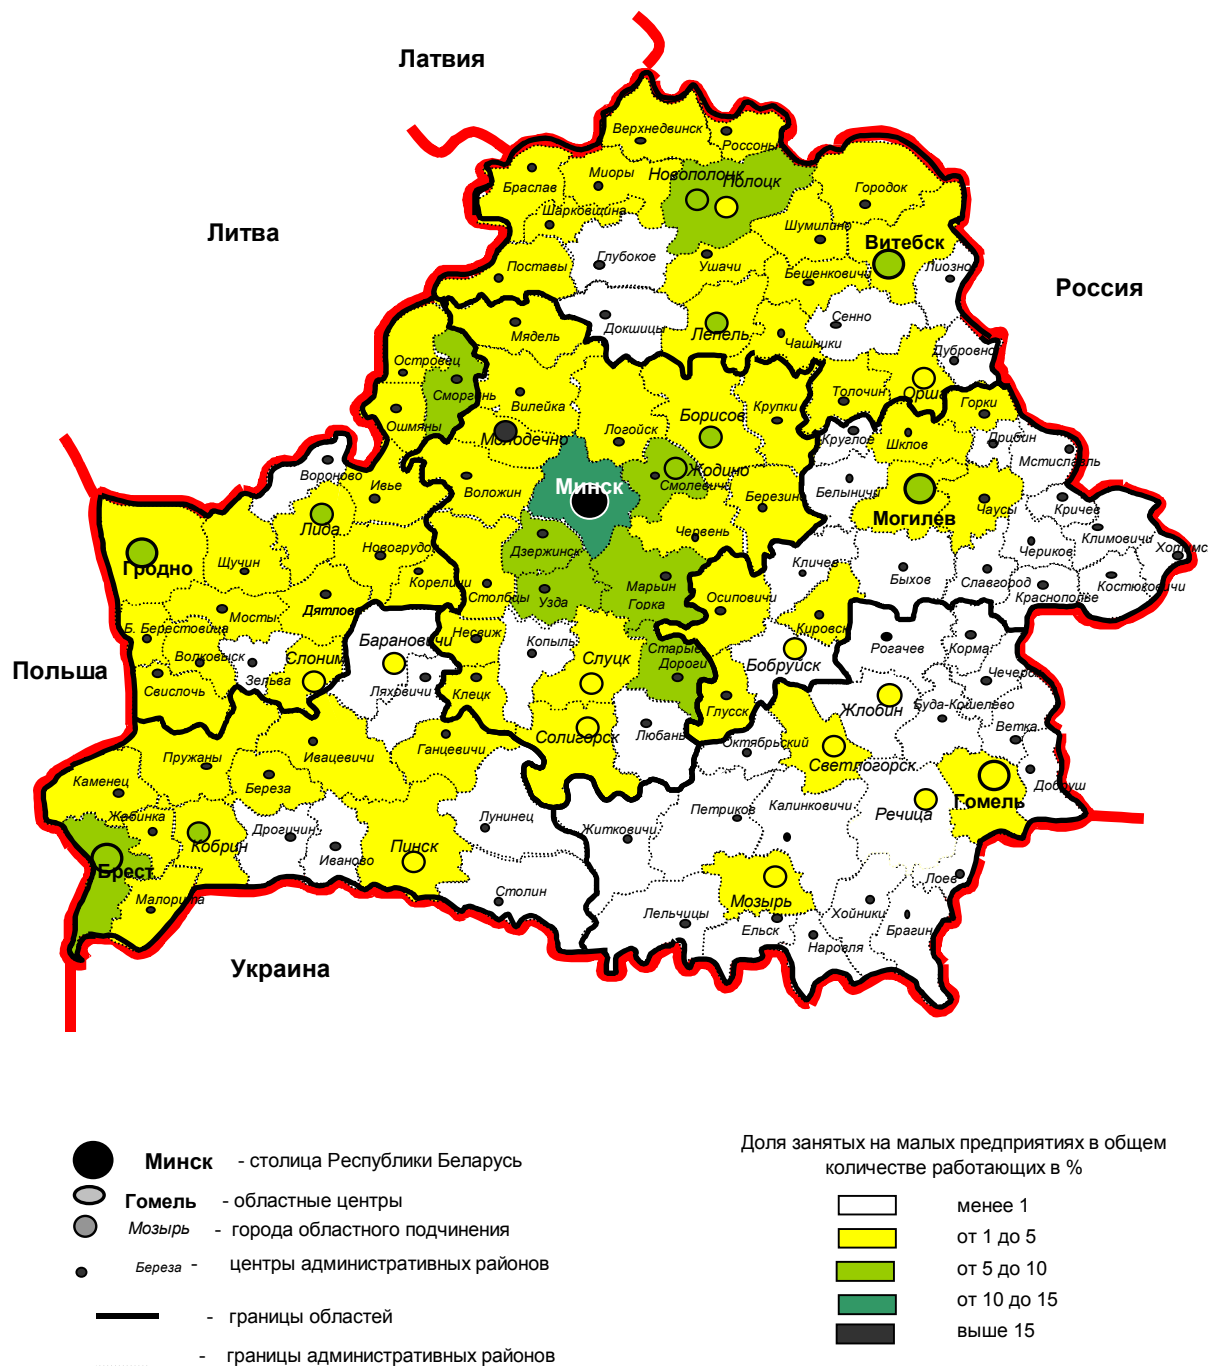 Латвия
Верхнедвинск
Россоны
Миоры
Новополоцк
Полоцк
Браслав
Городок
Шарковщина
Шумилино
Литва
Витебск
Глубокое
Ушачи
Поставы
Бешенковичи
Лиозно
Россия
Докшицы
Сенно
Мядель
Лепель
Чашники
Дубровно
Островец
Сморгонь
Вилейка
Толочин
Орша
Борисов
Крупки
Горки
Ошмяны
Молодечно
Логойск
Круглое
Шклов
Дрибин
Мстиславль
Вороново
Ивье
Воложин
Минск
Жодино
Смолевичи
Белыничи
Березино
Могилев
Чаусы
Кричев
Лида
Червень
Климовичи
Хотимс
Гродно
Щучин
Новогрудо
Дзержинск
Кличев
Чериков
Кореличи
Марьин
Горка
Быхов
Славгород
Костюковичи
Столбцы
Узда
Осиповичи
Краснополье
Мосты
Дятлово
Б. Берестовица
Барановичи
Несвиж
Копыль
Кировск
Слуцк
Старые
Дороги
Рогачев
Корма
Волковыск
Зельва
Слоним
Бобруйск
Польша
Свислочь
Ляховичи
Клецк
Чечерск
Глусск
Жлобин
Буда-Кошелево
Солигорск
Любань
Октябрьский
Ветка
Ганцевичи
Пружаны
Ивацевичи
Светлогорск
Каменец
Береза
Гомель
Добруш
Жабинка
Кобрин
Дрогичин
Иваново
Пинск
Лунинец
Житковичи
Петриков
Калинковичи
Речица
Брест
Малорита
Столин
Мозырь
Лоев
Лельчицы
Ельск
Наровля
Хойники
Брагин
Украина
Минск - столица Республики Беларусь
Гомель - областные центры
Мозырь - города областного подчинения
Береза - центры административных районов
- границы областей
- границы административных районов
Доля занятых на малых предприятиях в общем
количестве работающих в %
менее 1
от 1 до 5
от 5 до 10
от 10 до 15
выше 15